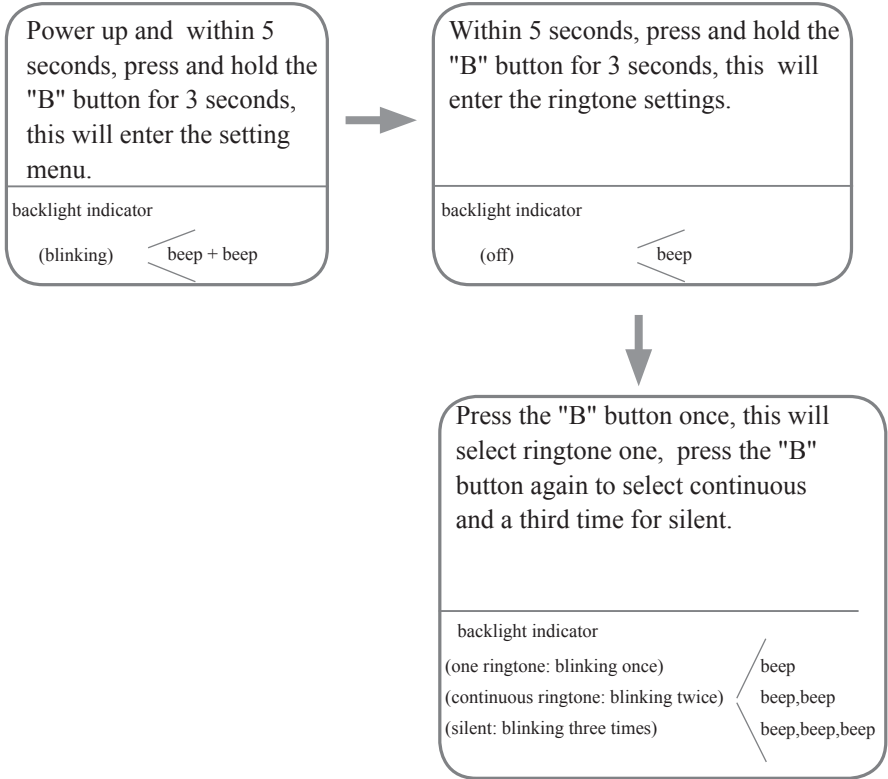 Power up and within 5
seconds, press and hold the
"B" button for 3 seconds,
this will enter the setting
menu.
backlight indicator
(blinking) beep + beep
Within 5 seconds, press and hold the
"B" button for 3 seconds, this will
enter the ringtone settings.
backlight indicator
(off) beep
Press the "B" button once, this will
select ringtone one, press the "B"
button again to select continuous
and a third time for silent.
backlight indicator
(one ringtone: blinking once) beep
(continuous ringtone: blinking twice) beep,beep
(silent: blinking three times) beep,beep,beep